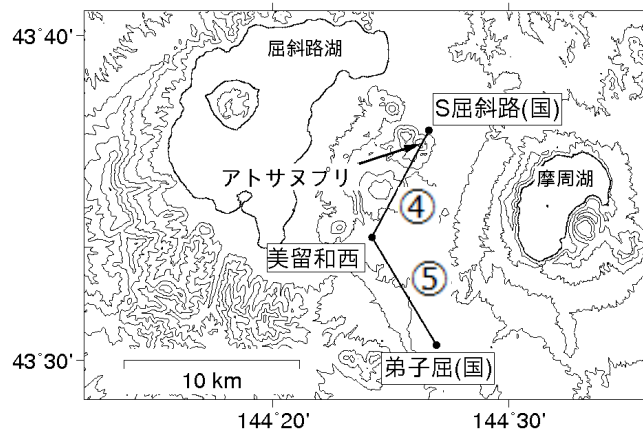 43°40'
屈斜路湖
S屈斜路(国)
アトサヌプリ
摩周湖
④
美留和西
⑤
43°30'
弟子屈(国)
10 km
144°20'
144°30'